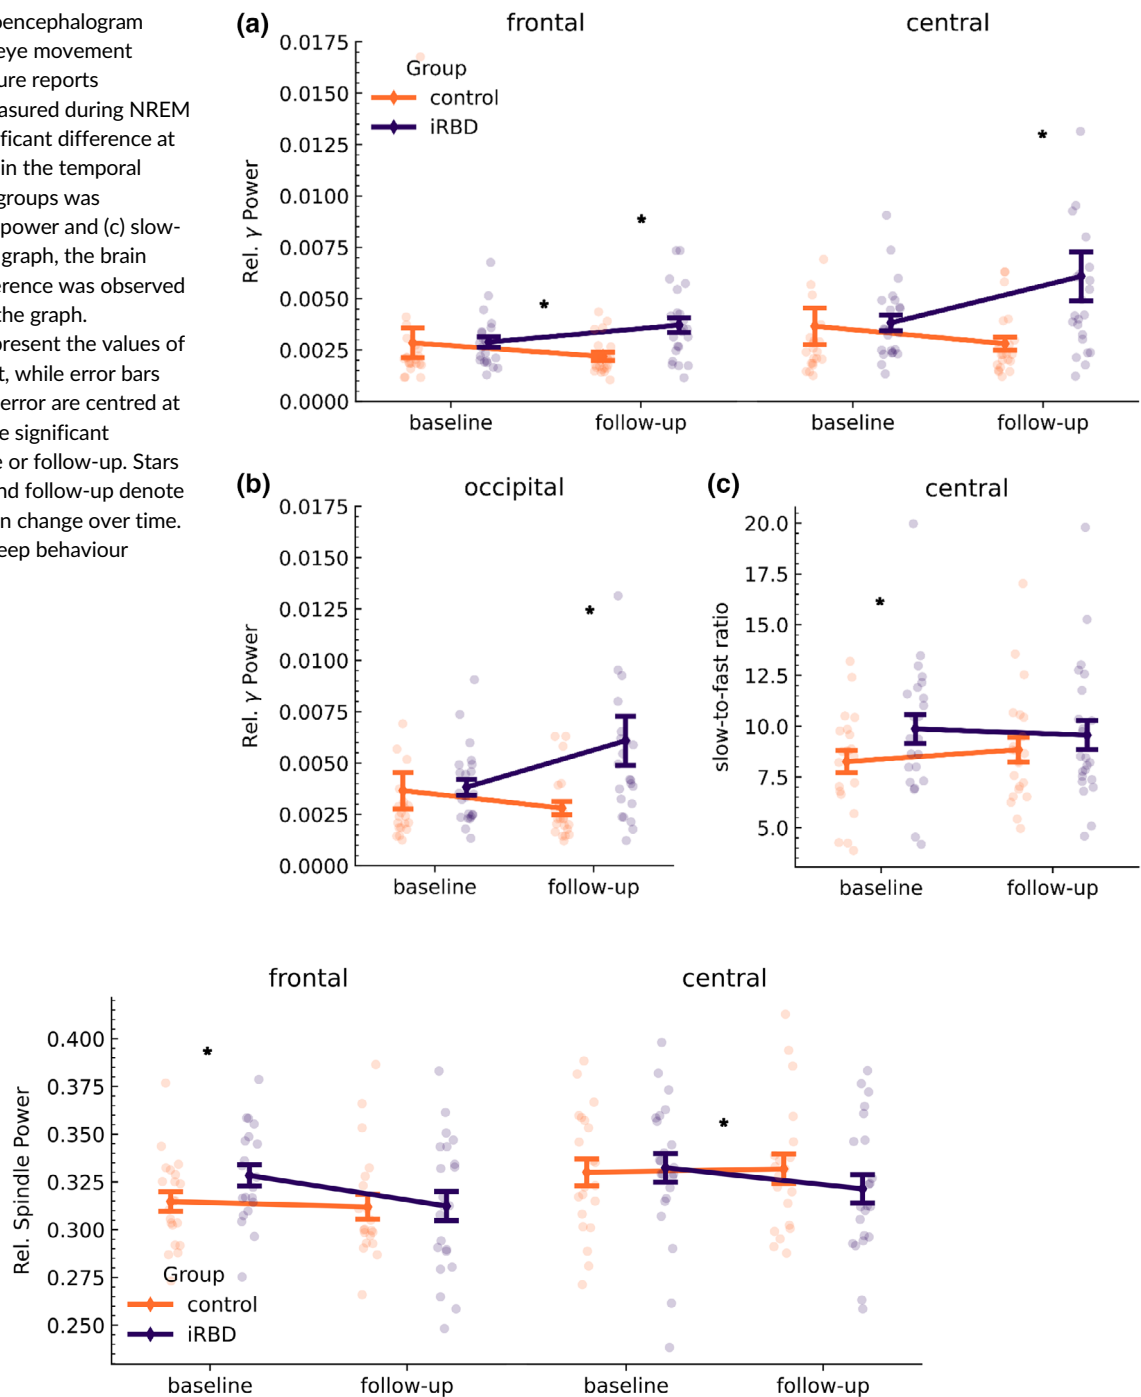 oencephalogram
eye movement
ure reports
asured during NREM
ificant difference at
in the temporal
groups was
power and (c) slow-
graph, the brain
erence was observed
the graph.
present the values of
t, while error bars
error are centred at
e significant
e or follow-up. Stars
nd follow-up denote
n change over time.
eep behaviour
(a)
frontal
central
0.0175
0.0150
0.0125
0.0100
0.0075
0.0050
0.0025
0.0000
Rel. γ Power
Group
control
iRBD
*
*
*
baseline
follow-up
baseline
follow-up
(b)
occipital
0.0175
0.0150
0.0125
0.0100
0.0075
0.0050
0.0025
0.0000
Rel. γ Power
*
baseline
follow-up
(c)
central
20.0
17.5
15.0
12.5
10.0
7.5
5.0
slow-to-fast ratio
*
baseline
follow-up
frontal
central
0.400
0.375
0.350
0.325
0.300
0.275
0.250
Rel. Spindle Power
*
*
Group
control
iRBD
baseline
follow-up
baseline
follow-up